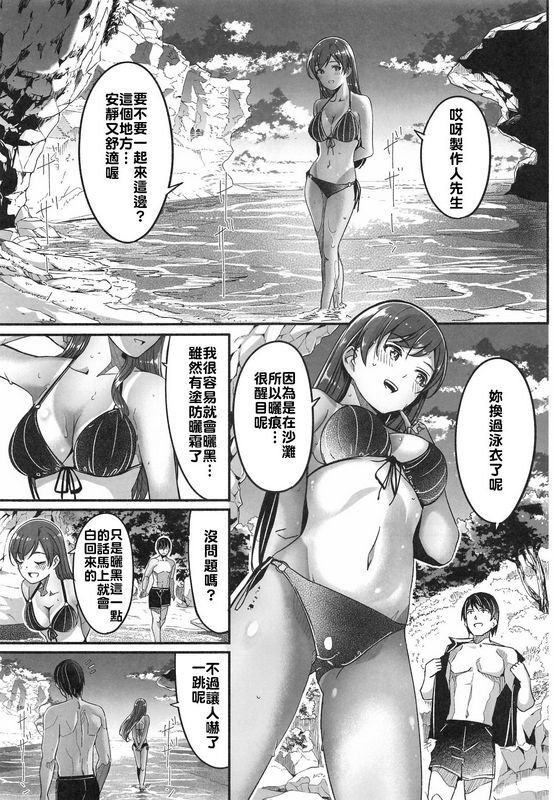 哎呀製作人先生
要不要一起來這邊？
這個地方⋯
安靜又舒適喔
妳換過泳衣了呢
因為是在沙灘
所以曬痕⋯
很醒目呢
我很容易就會曬黑⋯
雖然有塗防曬霜了
沒問題嗎？
只是曬黑這一點
的話馬上就會
白回來的
不過讓人嚇了
一跳呢